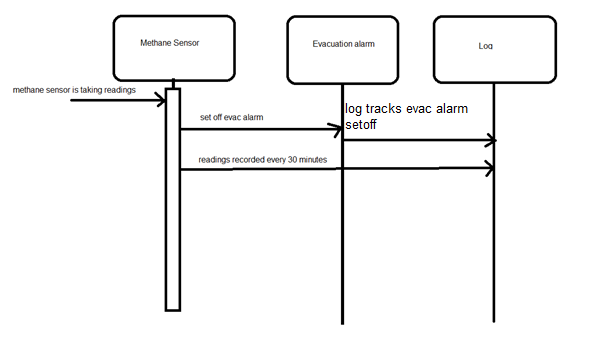 Methane Sensor
Evacuation alarm
Log
methane sensor is taking readings
set off evac alarm
log tracks evac alarm
setoff
readings recorded every 30 minutes